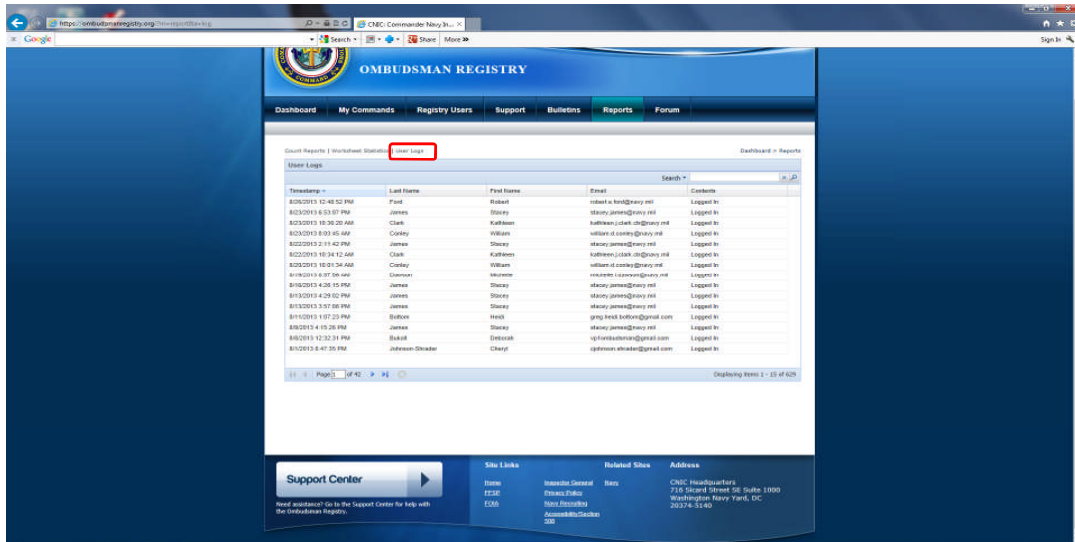 https://ombudsmanregistry.org
CNIC: Commander Navy In...
Google
Search
Share
More »
Sign In
COMMAND
OMBUDSMAN REGISTRY
Dashboard My Commands Registry Users Support Bulletins Reports Forum
Count Reports | Worksheet Statistics | User Logs
Dashboard > Reports
User Logs
Search
Timestamp Last Name First Name Email Contents
8/26/2013 12:48:52 PM Ford Robert robert.a.ford@navy.mil Logged In
8/23/2013 6:53:07 PM James Stacey stacey.james@navy.mil Logged In
8/23/2013 10:36:20 AM Clark Kathleen kathleen.j.clark.ctr@navy.mil Logged In
8/23/2013 8:03:45 AM Conley William william.d.conley@navy.mil Logged In
8/22/2013 2:11:42 PM James Stacey stacey.james@navy.mil Logged In
8/22/2013 10:34:12 AM Clark Kathleen kathleen.j.clark.ctr@navy.mil Logged In
8/20/2013 10:01:34 AM Conley William william.d.conley@navy.mil Logged In
Dawson Michelle Logged In
8/16/2013 4:26:15 PM James Stacey stacey.james@navy.mil Logged In
8/13/2013 4:29:02 PM James Stacey stacey.james@navy.mil Logged In
8/13/2013 3:57:06 PM James Stacey stacey.james@navy.mil Logged In
8/11/2013 1:07:23 PM Bottom Heidi greg.heidi.bottom@gmail.com Logged In
8/8/2013 4:15:26 PM James Stacey stacey.james@navy.mil Logged In
8/6/2013 12:32:31 PM Deborah vp1ombudsman@gmail.com Logged In
8/1/2013 8:47:35 PM Johnson-Shrader Cheryl cjohnson.shrader@gmail.com Logged In
Page 1 of 42
Displaying items 1 - 15 of 629
Support Center
Need assistance? Go to the Support Center for help with
the Ombudsman Registry.
Site Links
Home
FFSP
FOIA
Inspector General
Privacy Policy
Navy Recruiting
Accessibility/Section
508
Related Sites
Navy
Address
CNIC Headquarters
716 Sicard Street SE Suite 1000
Washington Navy Yard, DC
20374-5140